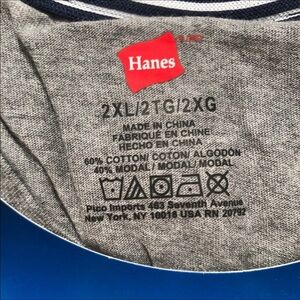 Hanes
2XL/2TG/2XG
MADE IN CHINA
FABRIQUÉ EN CHINE
HECHO EN CHINA
60% COTTON/ COTON/ ALGODON
40% MODAL/ MODAL/ MODAL
Pico Imports 463 Seventh Avenue
New York, NY 10018 USA RN 20792